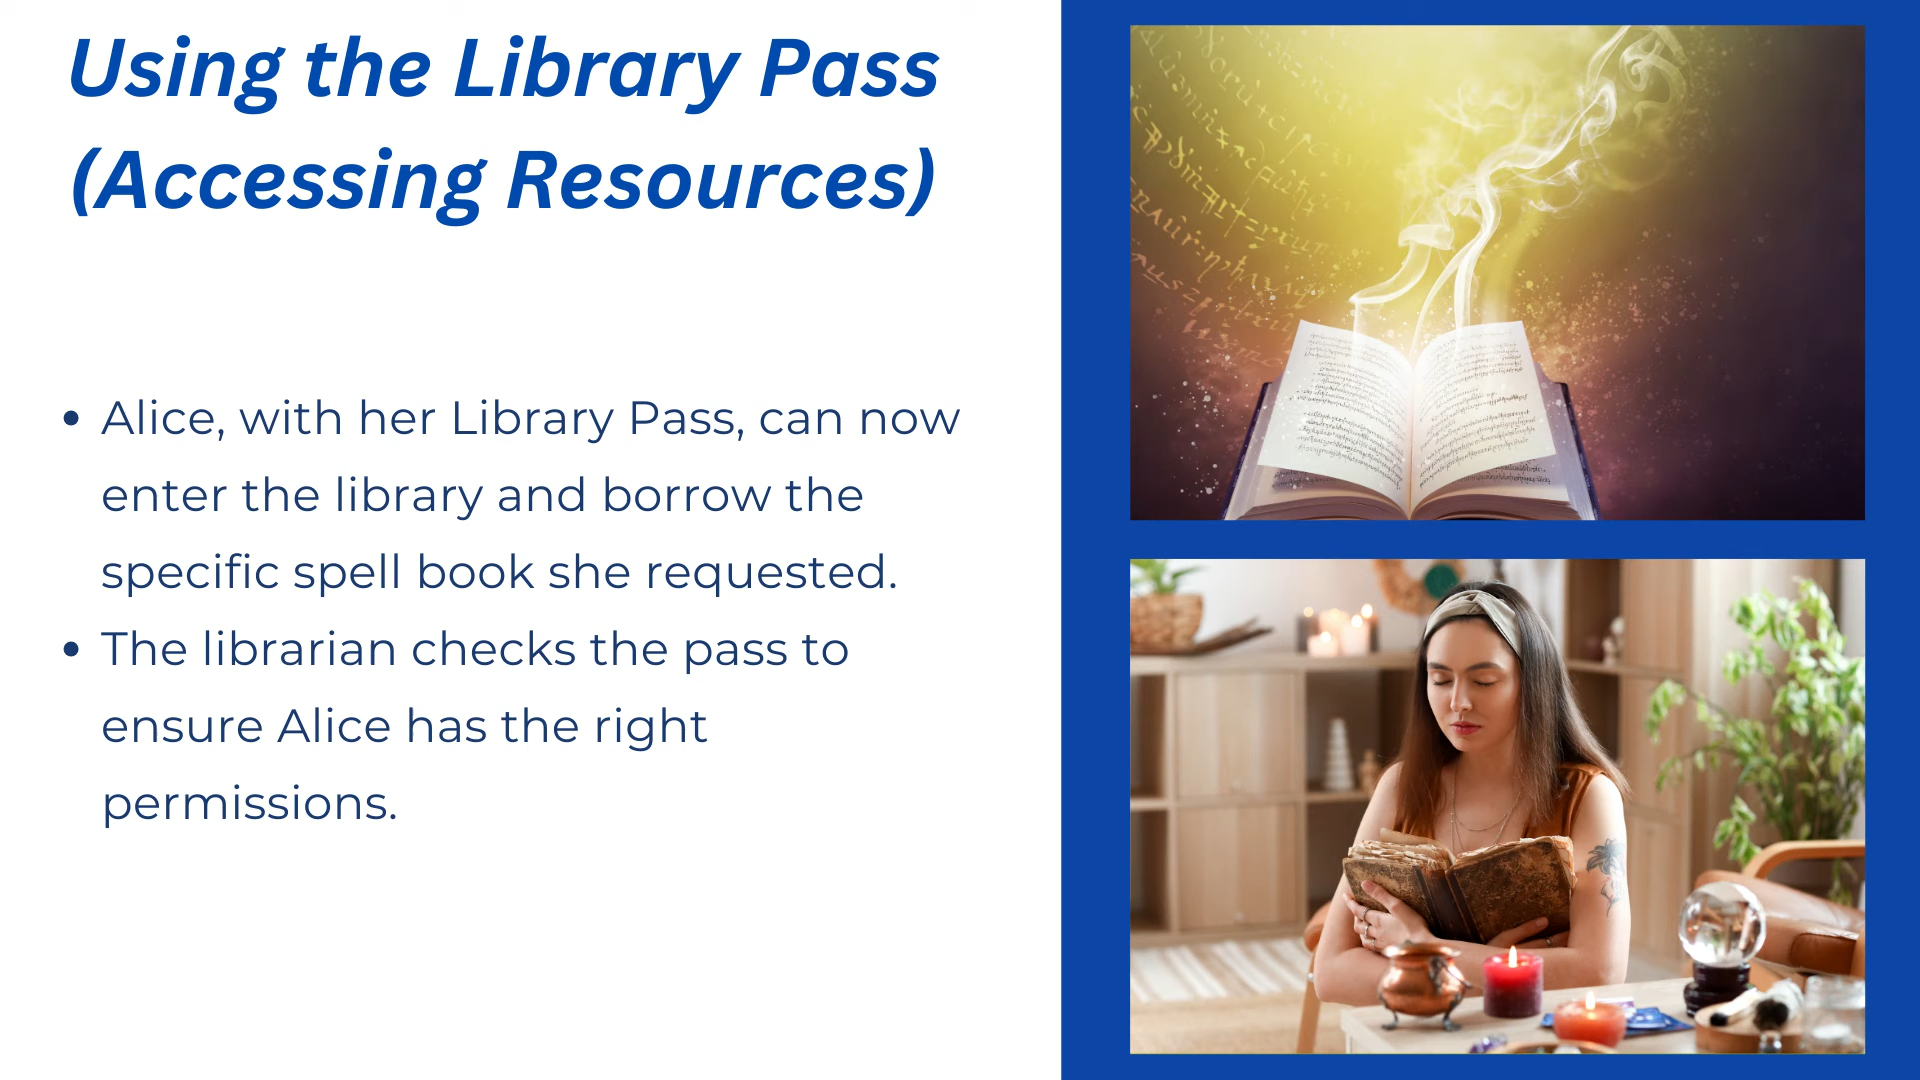 Using the Library Pass
(Accessing Resources)
• Alice, with her Library Pass, can now
enter the library and borrow the
specific spell book she requested.
• The librarian checks the pass to
ensure Alice has the right
permissions.